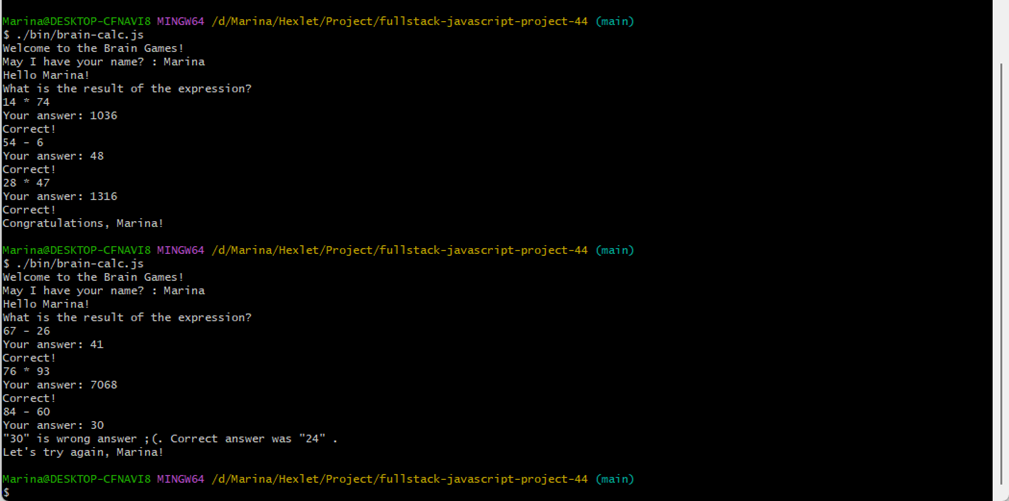 Marina@DESKTOP-CFNAVI8 MINGW64 /d/Marina/Hexlet/Project/fullstack-javascript-project-44 (main)
$ ./bin/brain-calc.js
Welcome to the Brain Games!
May I have your name? : Marina
Hello Marina!
What is the result of the expression?
14 * 74
Your answer: 1036
Correct!
54 - 6
Your answer: 48
Correct!
28 * 47
Your answer: 1316
Correct!
Congratulations, Marina!
Marina@DESKTOP-CFNAVI8 MINGW64 /d/Marina/Hexlet/Project/fullstack-javascript-project-44 (main)
$ ./bin/brain-calc.js
Welcome to the Brain Games!
May I have your name? : Marina
Hello Marina!
What is the result of the expression?
67 - 26
Your answer: 41
Correct!
76 * 93
Your answer: 7068
Correct!
84 - 60
Your answer: 30
"30" is wrong answer ;(. Correct answer was "24" .
Let's try again, Marina!
Marina@DESKTOP-CFNAVI8 MINGW64 /d/Marina/Hexlet/Project/fullstack-javascript-project-44 (main)
$